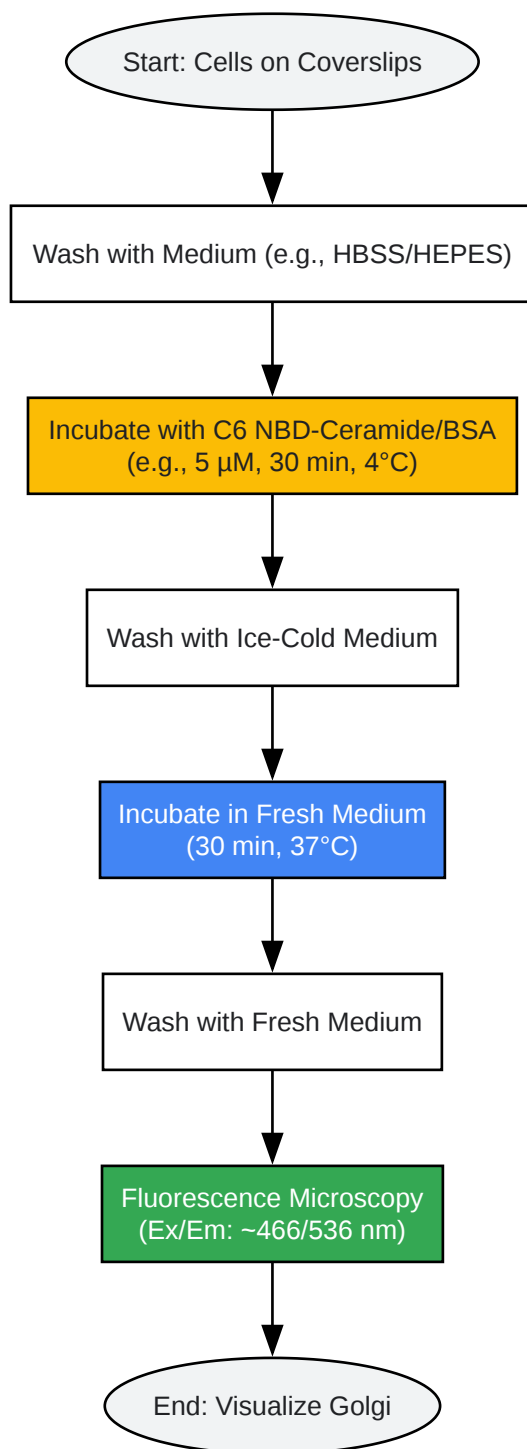 Start: Cells on Coverslips
Wash with Medium (e.g., HBSS/HEPES)
Incubate with C6 NBD-Ceramide/BSA
(e.g., 5 µM, 30 min, 4°C)
Wash with Ice-Cold Medium
Incubate in Fresh Medium
(30 min, 37°C)
Wash with Fresh Medium
Fluorescence Microscopy
(Ex/Em: ~466/536 nm)
End: Visualize Golgi